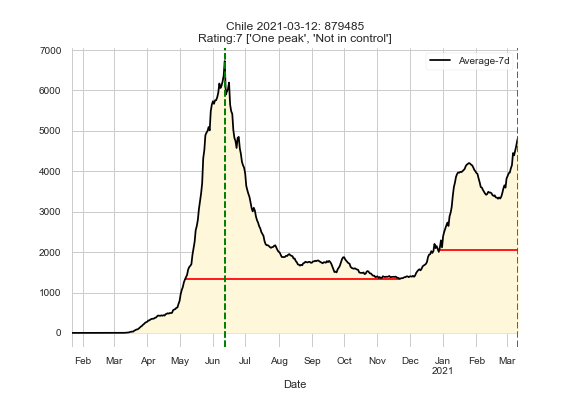 Chile 2021-03-12: 879485
Rating:7 ['One peak', 'Not in control']
Average-7d
7000
6000
5000
4000
3000
2000
1000
0
Feb Mar Apr May Jun Jul Aug Sep Oct Nov Dec Jan Feb Mar
2021
Date